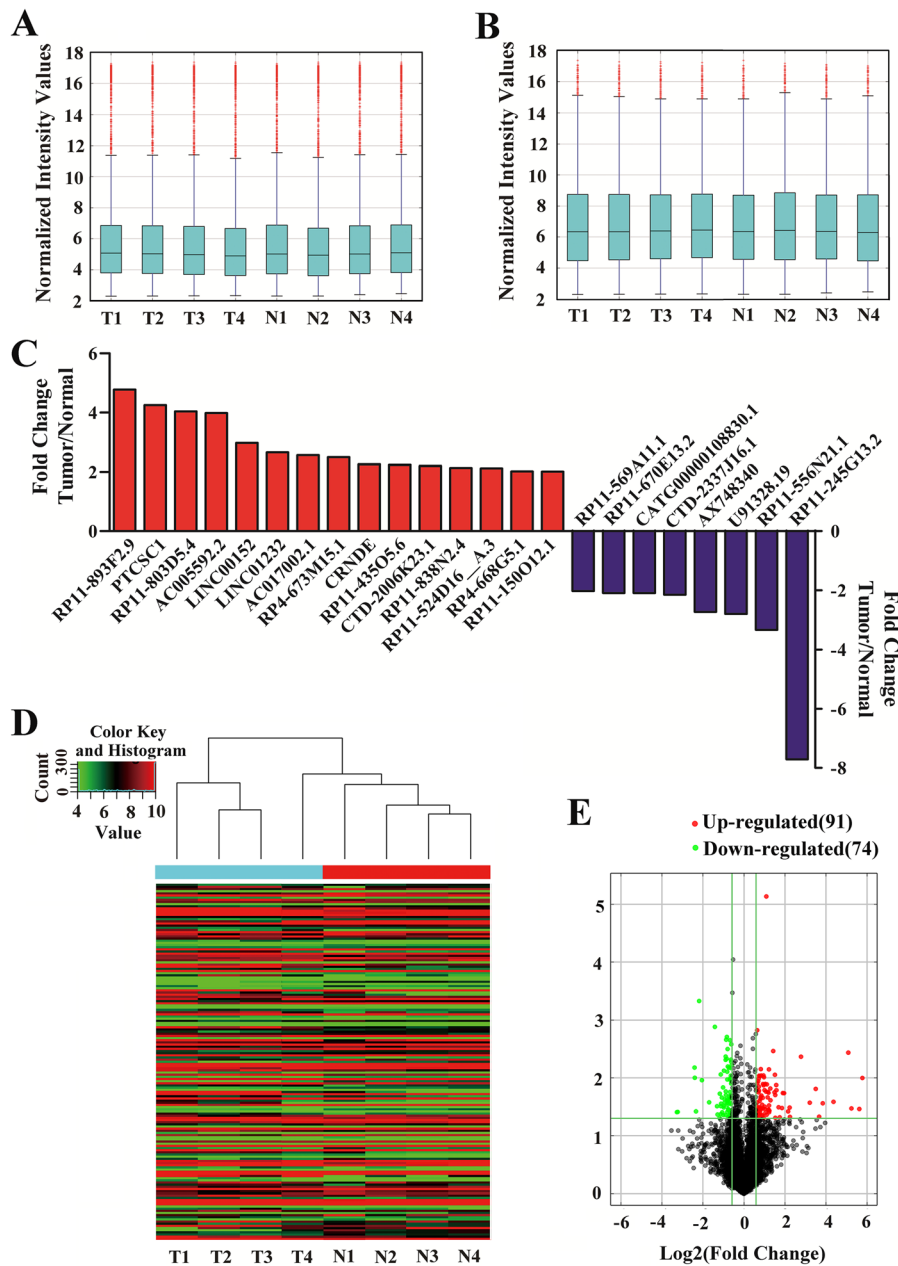 A
Normalized Intensity Values
18
16
14
12
10
8
6
4
2
T1 T2 T3 T4 N1 N2 N3 N4
B
Normalized Intensity Values
18
16
14
12
10
8
6
4
2
T1 T2 T3 T4 N1 N2 N3 N4
C
Fold Change
Tumor/Normal
6
4
2
0
RP11-893F2.9
PTCSC1
RP11-803D5.4
AC005592.2
LINC00152
LINC01232
AC017002.1
RP4-673M15.1
CRNDE
RP11-435O5.6
CTD-2006K23.1
RP11-838N2.4
RP11-524D16__A.3
RP4-668G5.1
RP11-150O12.1
RP11-569A11.1
RP11-670E13.2
CATG00000108830.1
CTD-2337J16.1
AX748340
U91328.19
RP11-556N21.1
RP11-245G13.2
0
-2
-4
-6
-8
Fold Change
Tumor/Normal
D
Color Key
and Histogram
Count
0 300
4 6 8 10
Value
T1 T2 T3 T4 N1 N2 N3 N4
E
Up-regulated(91)
Down-regulated(74)
5
4
3
2
1
0
-6 -4 -2 0 2 4 6
Log2(Fold Change)